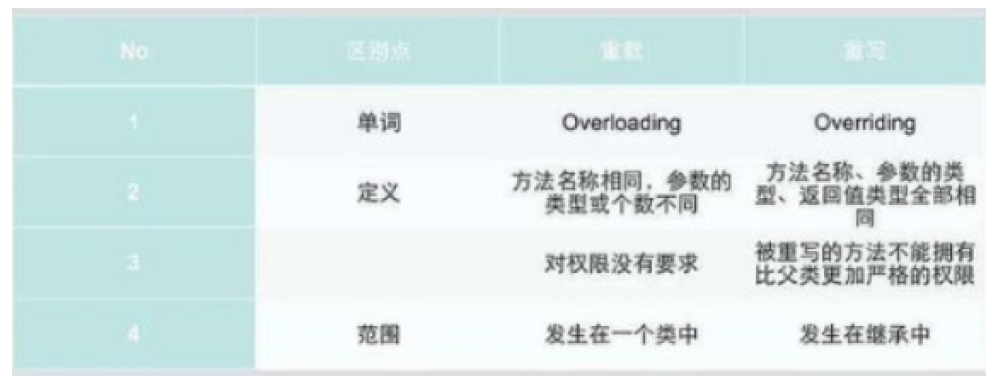 No 区别点 重载 重写
1 单词 Overloading Overriding
2 定义 方法名称相同，参数的 方法名称、参数的类
类型或个数不同 型、返回值类型全部相
同
3 对权限没有要求 被重写的方法不能拥有
比父类更加严格的权限
4 范围 发生在一个类中 发生在继承中